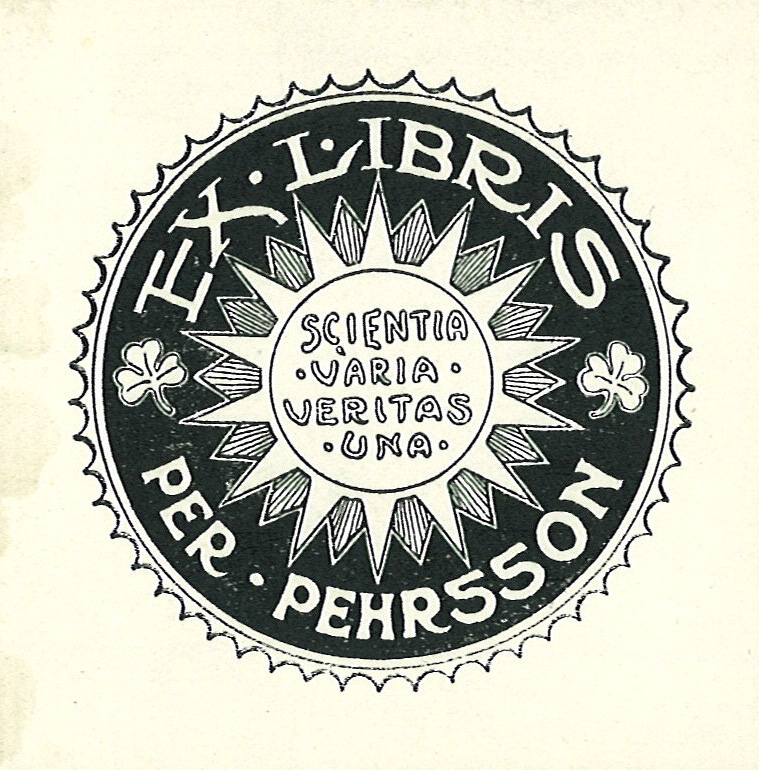 EX·LIBRIS
SCIENTIA
·VARIA·
VERITAS
·UNA·
PER·PEHRSSON